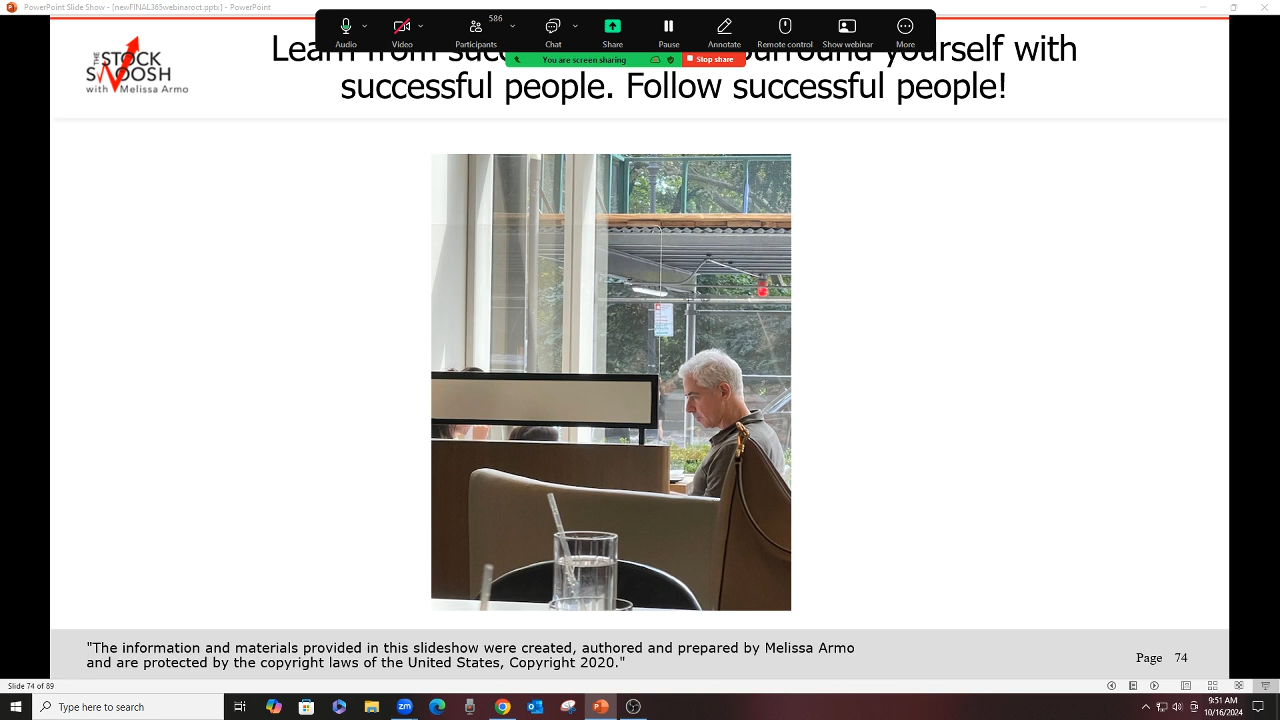 PowerPoint Slide Show - [newFINAL365webinaroct.pptx] - PowerPoint
586
Audio
Video
Participants
Chat
Share
Pause
Annotate
Remote control
Show webinar
More
You are screen sharing
Stop share
THE
STOCK
SWOOSH
with Melissa Armo
Learn from yourself with
successful people. Follow successful people!
"The information and materials provided in this slideshow were created, authored and prepared by Melissa Armo
and are protected by the copyright laws of the United States, Copyright 2020."
Page 74
Slide 74 of 89
Type here to search
zm
9:51 AM
10/16/2024